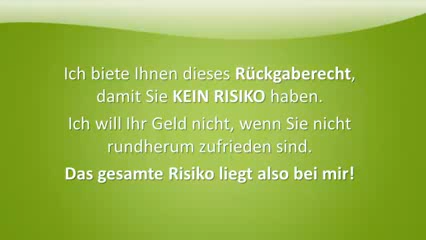 Ich biete Ihnen dieses Rückgaberecht,
damit Sie KEIN RISIKO haben.
Ich will Ihr Geld nicht, wenn Sie nicht
rundherum zufrieden sind.
Das gesamte Risiko liegt also bei mir!